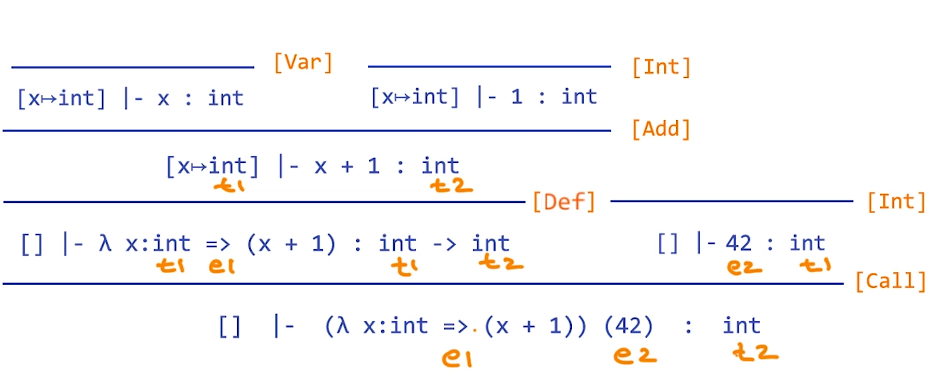 [Var] [Int]
[x↦int] |- x : int [x↦int] |- 1 : int
[Add]
[x↦int] |- x + 1 : int
t1 t2
[Def] [Int]
[] |- λ x:int => (x + 1) : int -> int [] |- 42 : int
t1 e1 t1 t2 e2 t1
[Call]
[] |- (λ x:int => (x + 1)) (42) : int
e1 e2 t2